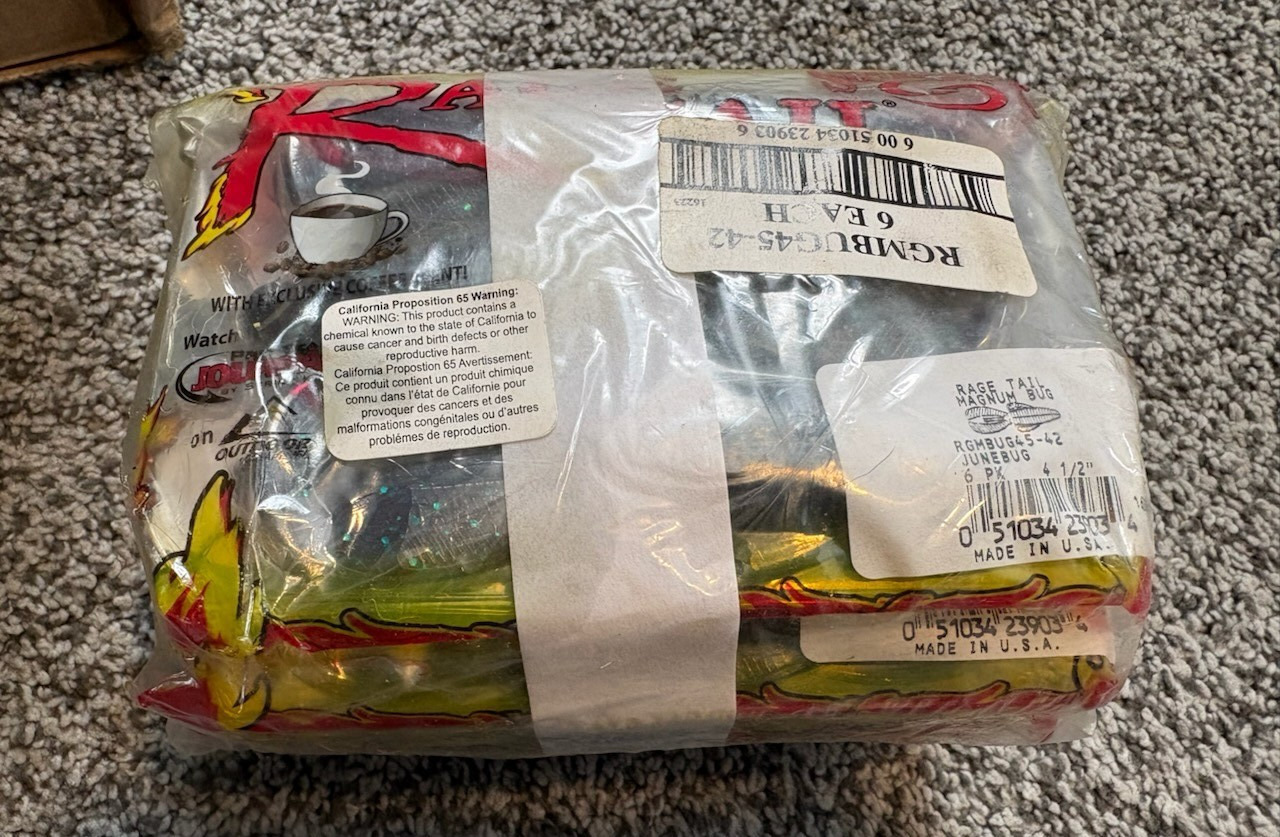 RA
TAIL®
6 00 51034 23903 6
16223
6 EACH
RGMBUG45-42
WITH EXCLUSIVE COFFEE SCENT!
Watch
on
OUTDOOR
California Proposition 65 Warning:
WARNING: This product contains a
chemical known to the state of California to
cause cancer and birth defects or other
reproductive harm.
California Propostion 65 Avertissement:
Ce produit contient un produit chimique
connu dans l'état de Californie pour
provoquer des cancers et des
malformations congénitales ou d'autres
problémes de reproduction.
RAGE TAIL
MAGNUM BUG
RGMBUG45-42
JUNEBUG
6 PK 4 1/2"
0 51034 23903 4
MADE IN U.S.A.
0 51034 23903 4
MADE IN U.S.A.